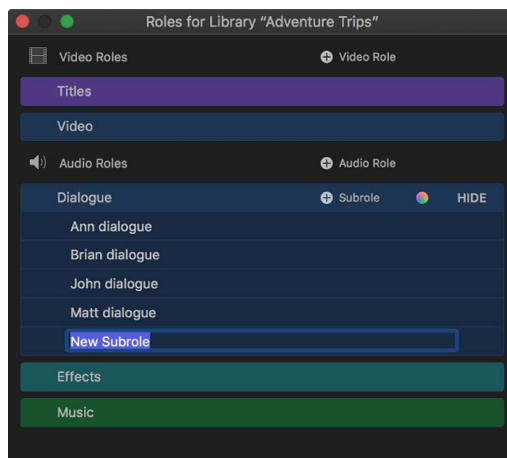 Roles for Library “Adventure Trips”
Video Roles Video Role
Titles
Video
Audio Roles Audio Role
Dialogue Subrole HIDE
Ann dialogue
Brian dialogue
John dialogue
Matt dialogue
New Subrole
Effects
Music